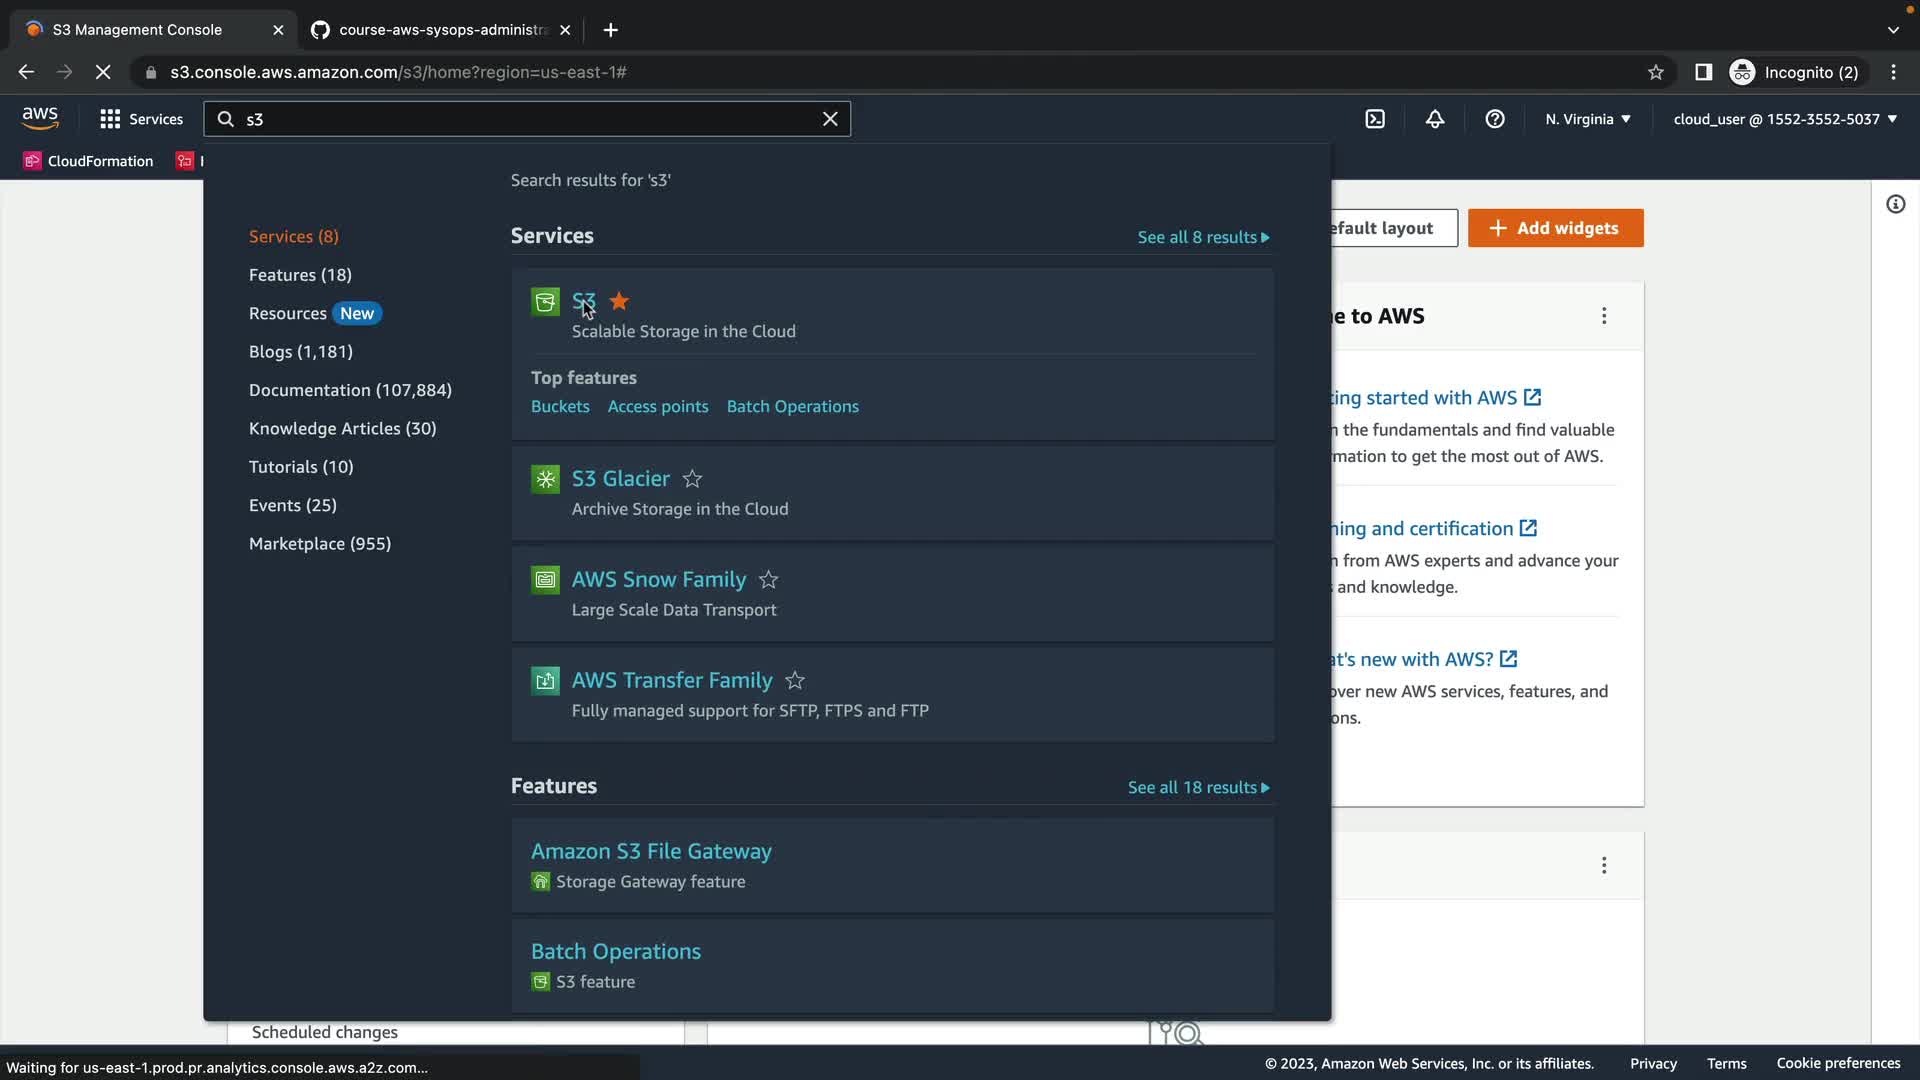 S3 Management Console
course-aws-sysops-administra
s3.console.aws.amazon.com/s3/home?region=us-east-1#
Incognito (2)
aws
Services
s3
N. Virginia
cloud_user @ 1552-3552-5037
CloudFormation
Search results for 's3'
Services (8)
Features (18)
Resources New
Blogs (1,181)
Documentation (107,884)
Knowledge Articles (30)
Tutorials (10)
Events (25)
Marketplace (955)
Services
See all 8 results
S3
Scalable Storage in the Cloud
Top features
Buckets Access points Batch Operations
S3 Glacier
Archive Storage in the Cloud
AWS Snow Family
Large Scale Data Transport
AWS Transfer Family
Fully managed support for SFTP, FTPS and FTP
Features
See all 18 results
Amazon S3 File Gateway
Storage Gateway feature
Batch Operations
S3 feature
efault layout
+ Add widgets
e to AWS
ing started with AWS
n the fundamentals and find valuable
rmation to get the most out of AWS.
ning and certification
n from AWS experts and advance your
s and knowledge.
at's new with AWS?
over new AWS services, features, and
ons.
Scheduled changes
Waiting for us-east-1.prod.pr.analytics.console.aws.a2z.com...
© 2023, Amazon Web Services, Inc. or its affiliates.
Privacy
Terms
Cookie preferences